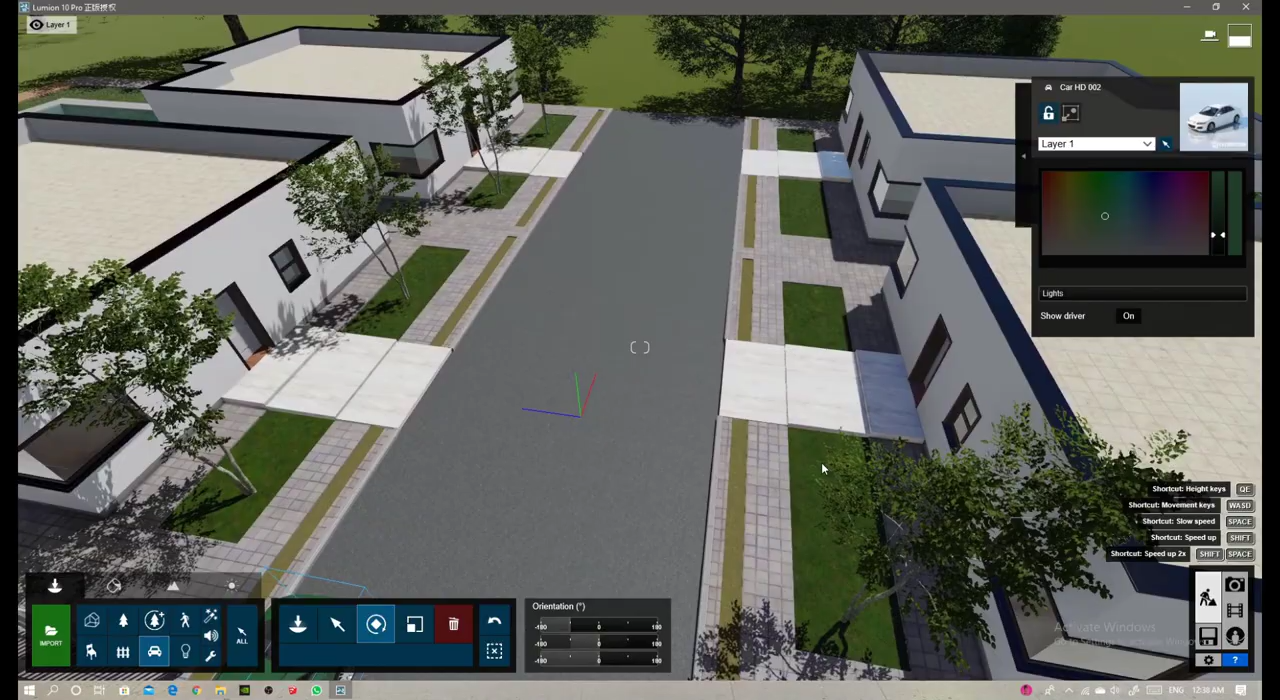 Lumion 10 Pro 正版授权
Layer 1
Car HD 002
Layer 1
Lights
Show driver On
Shortcut: Height keys QE
Shortcut: Movement keys WASD
Shortcut: Slow speed SPACE
Shortcut: Speed up SHIFT
Shortcut: Speed up 2x SHIFT SPACE
IMPORT
ALL
Orientation (°)
-180 0 180
-180 0 180
-180 0 180
Activate Windows
?
ENG 12:38 AM